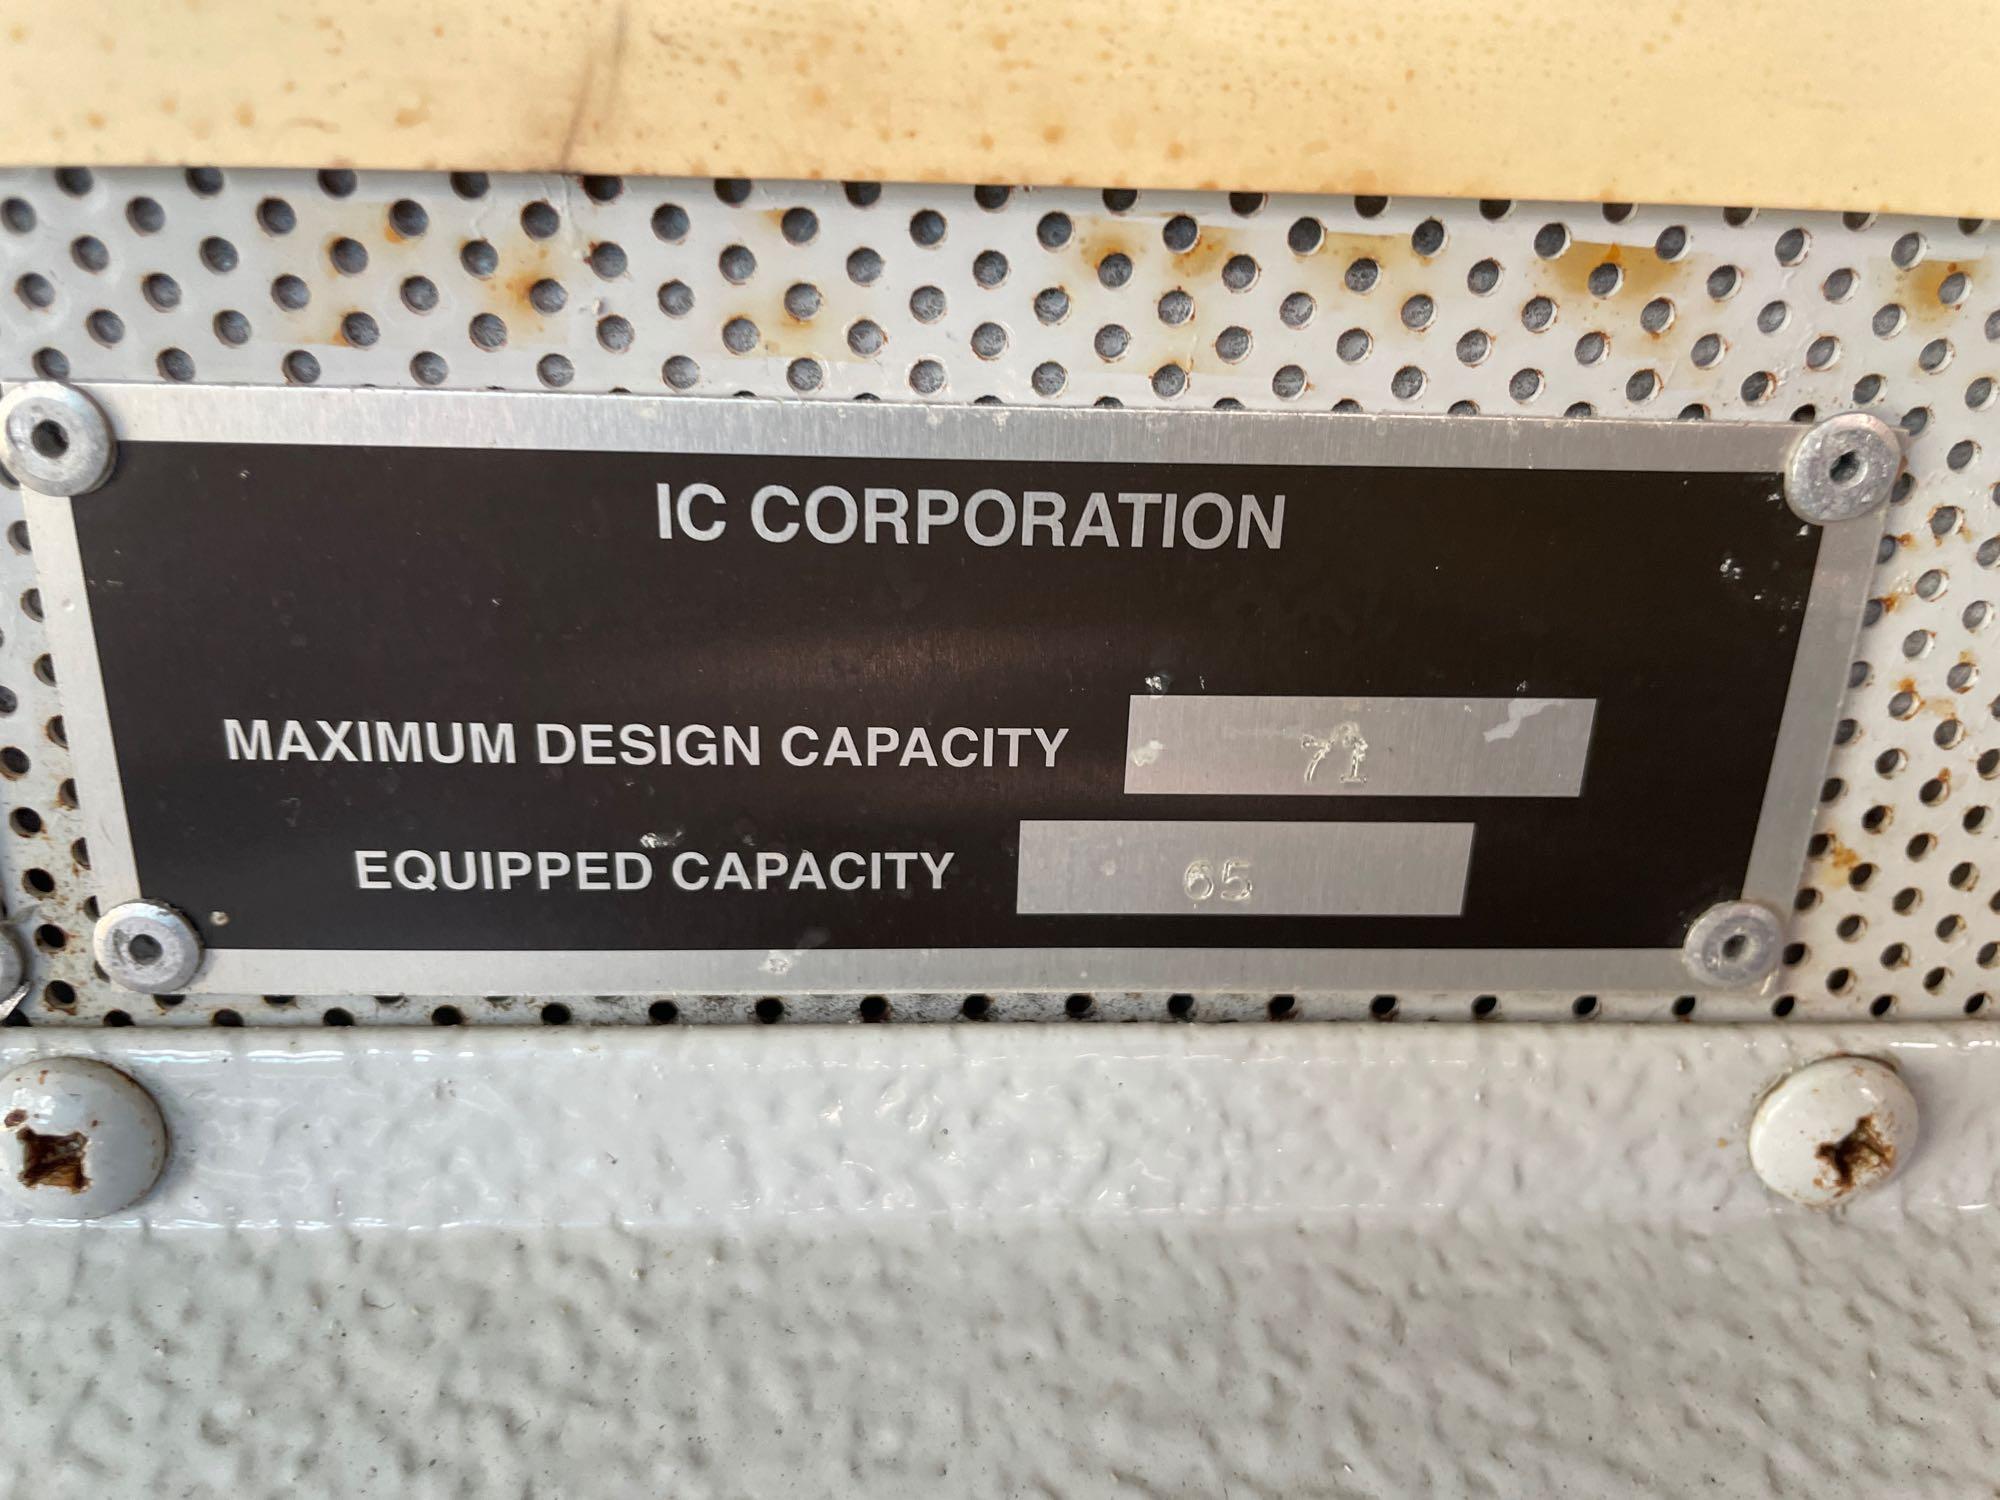 IC CORPORATION
MAXIMUM DESIGN CAPACITY 71
EQUIPPED CAPACITY 65